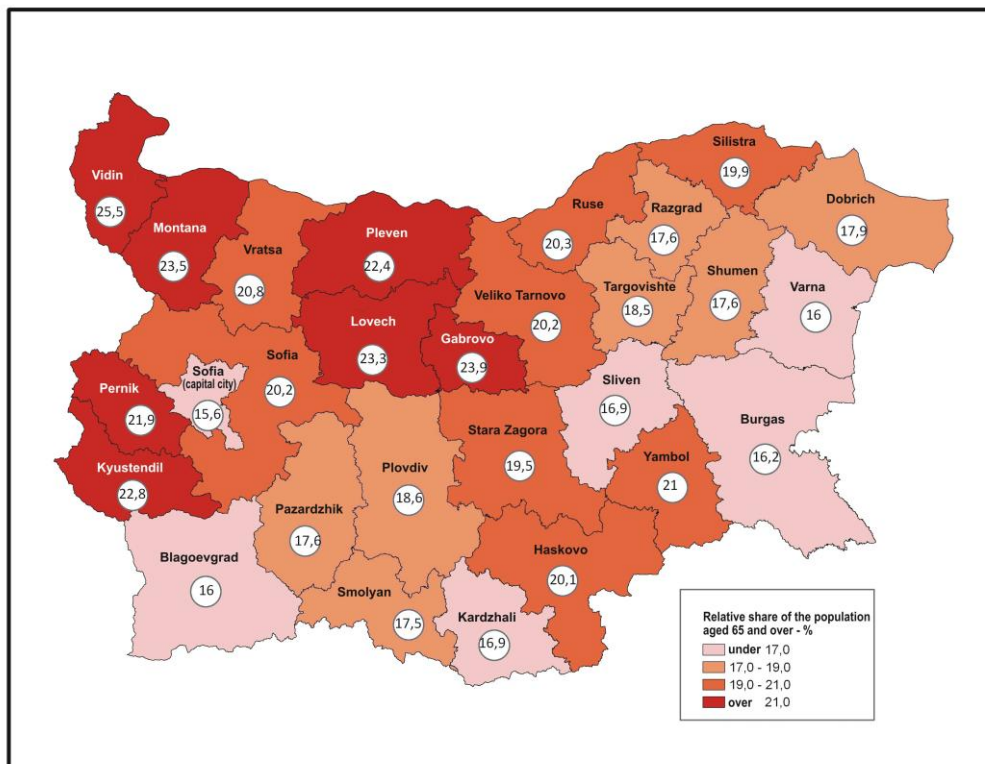 Silistra
19,9
Vidin
25,5
Dobrich
17,9
Ruse
20,3
Razgrad
17,6
Montana
23,5
Pleven
22,4
Vratsa
20,8
Shumen
17,6
Targovishte
18,5
Varna
16
Veliko Tarnovo
20,2
Lovech
23,3
Gabrovo
23,9
Sofia
20,2
Sofia
(capital city)
15,6
Pernik
21,9
Sliven
16,9
Burgas
16,2
Stara Zagora
19,5
Yambol
21
Kyustendil
22,8
Plovdiv
18,6
Pazardzhik
17,6
Blagoevgrad
16
Haskovo
20,1
Smolyan
17,5
Kardzhali
16,9
Relative share of the population
aged 65 and over - %
under 17,0
17,0 - 19,0
19,0 - 21,0
over 21,0